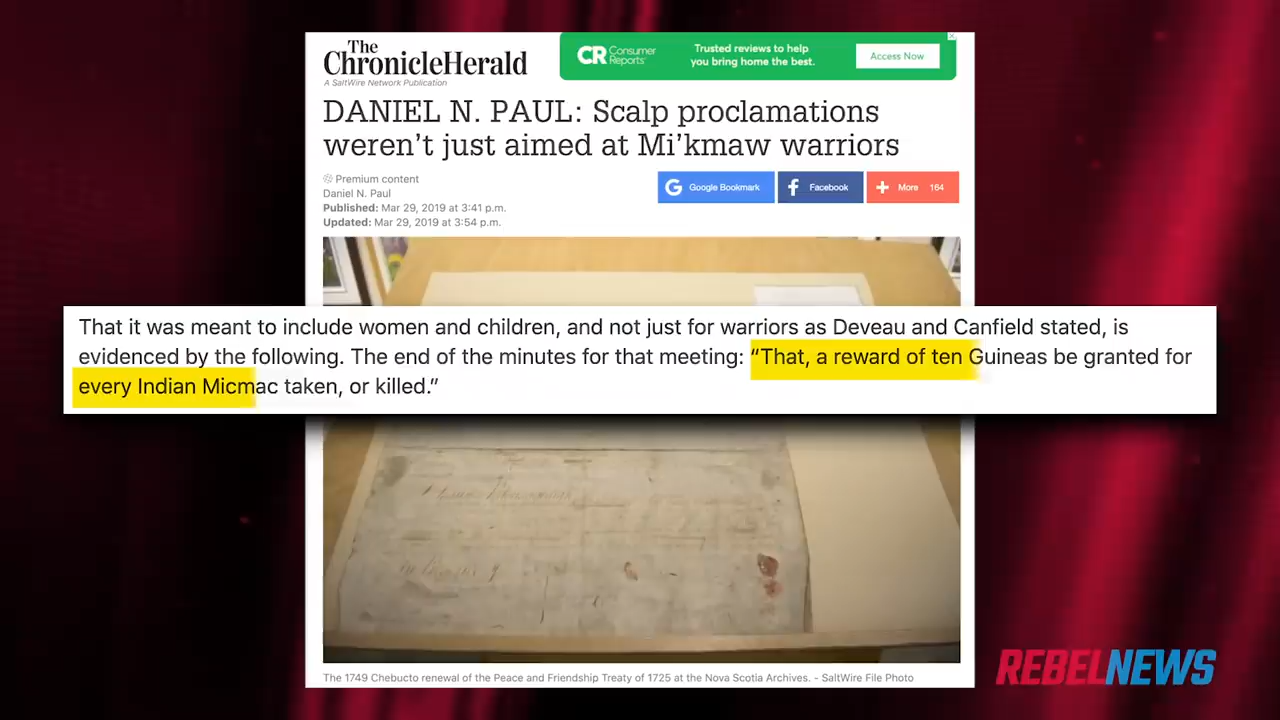 The
ChronicleHerald
A SaltWire Network Publication
CR Consumer Reports
Trusted reviews to help
you bring home the best.
Access Now
DANIEL N. PAUL: Scalp proclamations
weren't just aimed at Mi'kmaw warriors
Premium content
Daniel N. Paul
Published: Mar 29, 2019 at 3:41 p.m.
Updated: Mar 29, 2019 at 3:54 p.m.
Google Bookmark
Facebook
More 164
That it was meant to include women and children, and not just for warriors as Deveau and Canfield stated, is
evidenced by the following. The end of the minutes for that meeting: “That, a reward of ten Guineas be granted for
every Indian Micmac taken, or killed.”
The 1749 Chebucto renewal of the Peace and Friendship Treaty of 1725 at the Nova Scotia Archives. - SaltWire File Photo
REBELNEWS